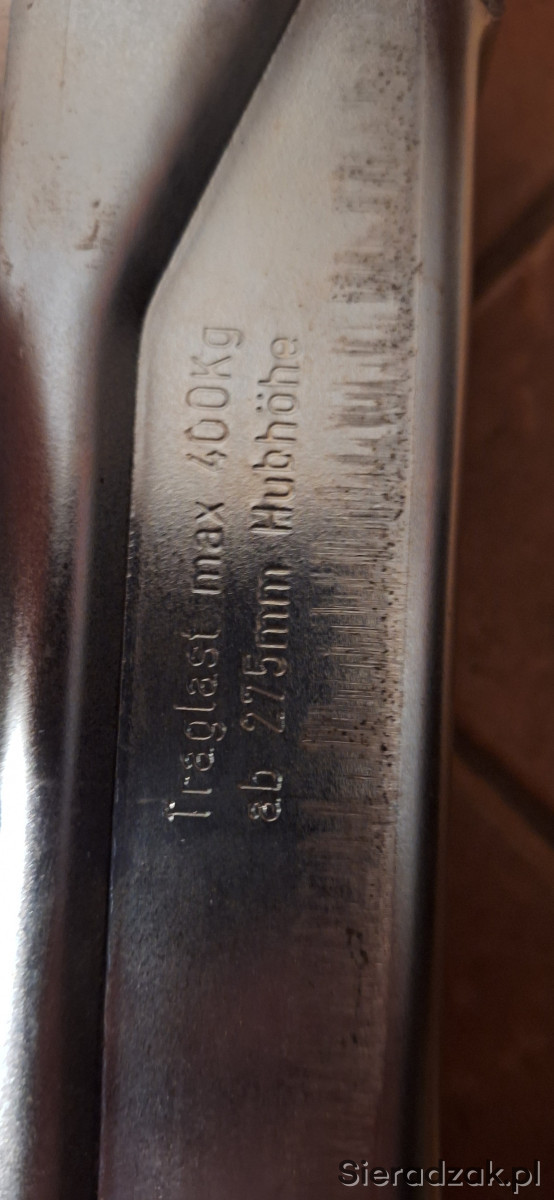 Traglast max 400Kg
ab 275mm Hubhöhe
Sieradzak.pl